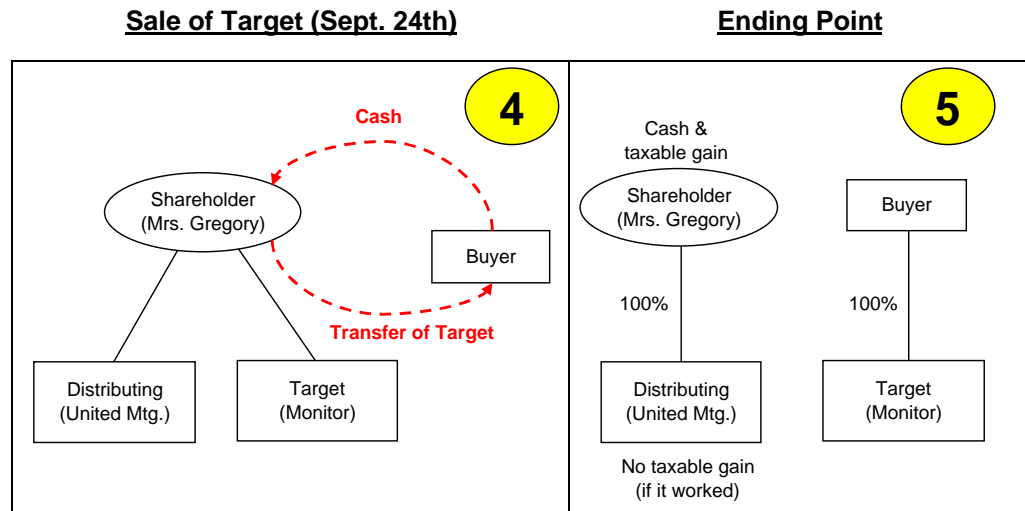 Sale of Target (Sept. 24th)
4
Cash
Shareholder
(Mrs. Gregory)
Buyer
Transfer of Target
Distributing
(United Mtg.)
Target
(Monitor)
Ending Point
5
Cash &
taxable gain
Shareholder
(Mrs. Gregory)
Buyer
100%
100%
Distributing
(United Mtg.)
Target
(Monitor)
No taxable gain
(if it worked)